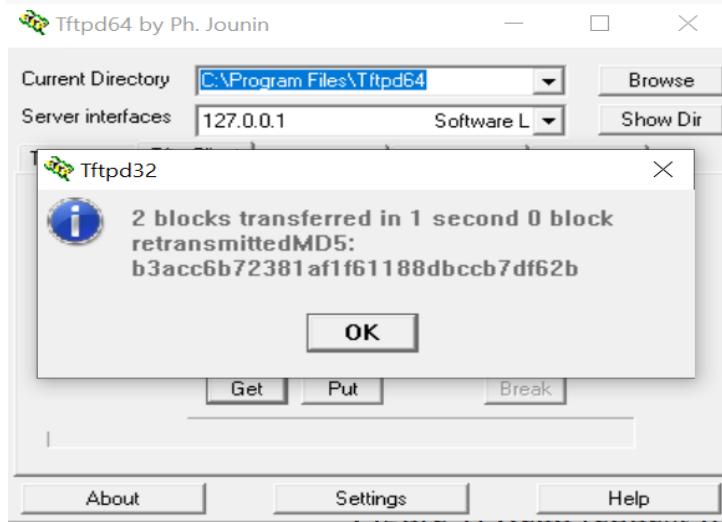 Tftpd64 by Ph. Jounin
Current Directory C:\Program Files\Tftpd64 Browse
Server interfaces 127.0.0.1 Software L Show Dir
Tftpd32
2 blocks transferred in 1 second 0 block
retransmittedMD5:
b3acc6b72381af1f61188dbccb7df62b
OK
Get Put Break
About Settings Help